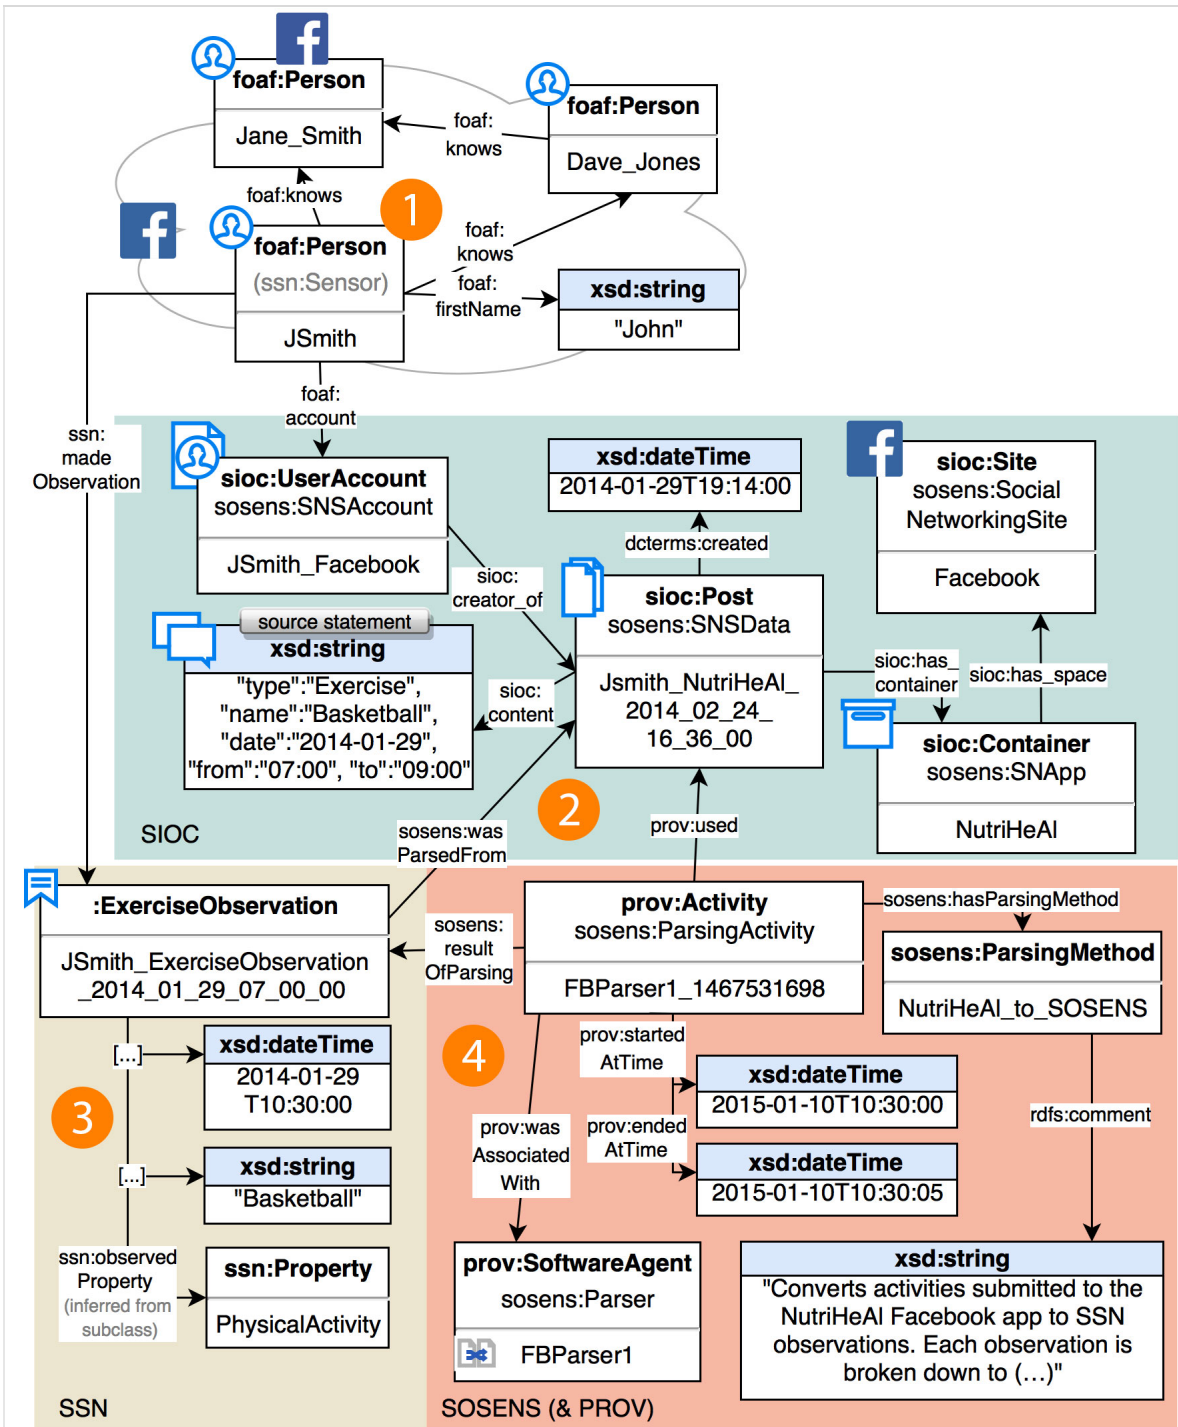 foaf:Person
Jane_Smith
foaf:
knows
foaf:Person
Dave_Jones
foaf:knows
1
foaf:Person
(ssn:Sensor)
JSmith
foaf:
knows
foaf:
firstName
xsd:string
"John"
foaf:
account
ssn:
made
Observation
sioc:UserAccount
sosens:SNSAccount
JSmith_Facebook
xsd:dateTime
2014-01-29T19:14:00
dcterms:created
sioc:Site
sosens:Social
NetworkingSite
Facebook
sioc:
creator_of
sioc:Post
sosens:SNSData
Jsmith_NutriHeAl_
2014_02_24_
16_36_00
source statement
xsd:string
"type":"Exercise",
"name":"Basketball",
"date":"2014-01-29",
"from":"07:00", "to":"09:00"
sioc:
content
sioc:has_
container
sioc:has_space
sioc:Container
sosens:SNApp
NutriHeAl
2
prov:used
sosens:was
ParsedFrom
SIOC
:ExerciseObservation
JSmith_ExerciseObservation
_2014_01_29_07_00_00
sosens:
result
OfParsing
prov:Activity
sosens:ParsingActivity
FBParser1_1467531698
sosens:hasParsingMethod
sosens:ParsingMethod
NutriHeAl_to_SOSENS
[...]
xsd:dateTime
2014-01-29
T10:30:00
3
[...]
xsd:string
"Basketball"
ssn:observed
Property
(inferred from
subclass)
ssn:Property
PhysicalActivity
SSN
4
prov:started
AtTime
xsd:dateTime
2015-01-10T10:30:00
prov:ended
AtTime
xsd:dateTime
2015-01-10T10:30:05
prov:was
Associated
With
rdfs:comment
prov:SoftwareAgent
sosens:Parser
FBParser1
xsd:string
"Converts activities submitted to the
NutriHeAl Facebook app to SSN
observations. Each observation is
broken down to (...)"
SOSENS (& PROV)